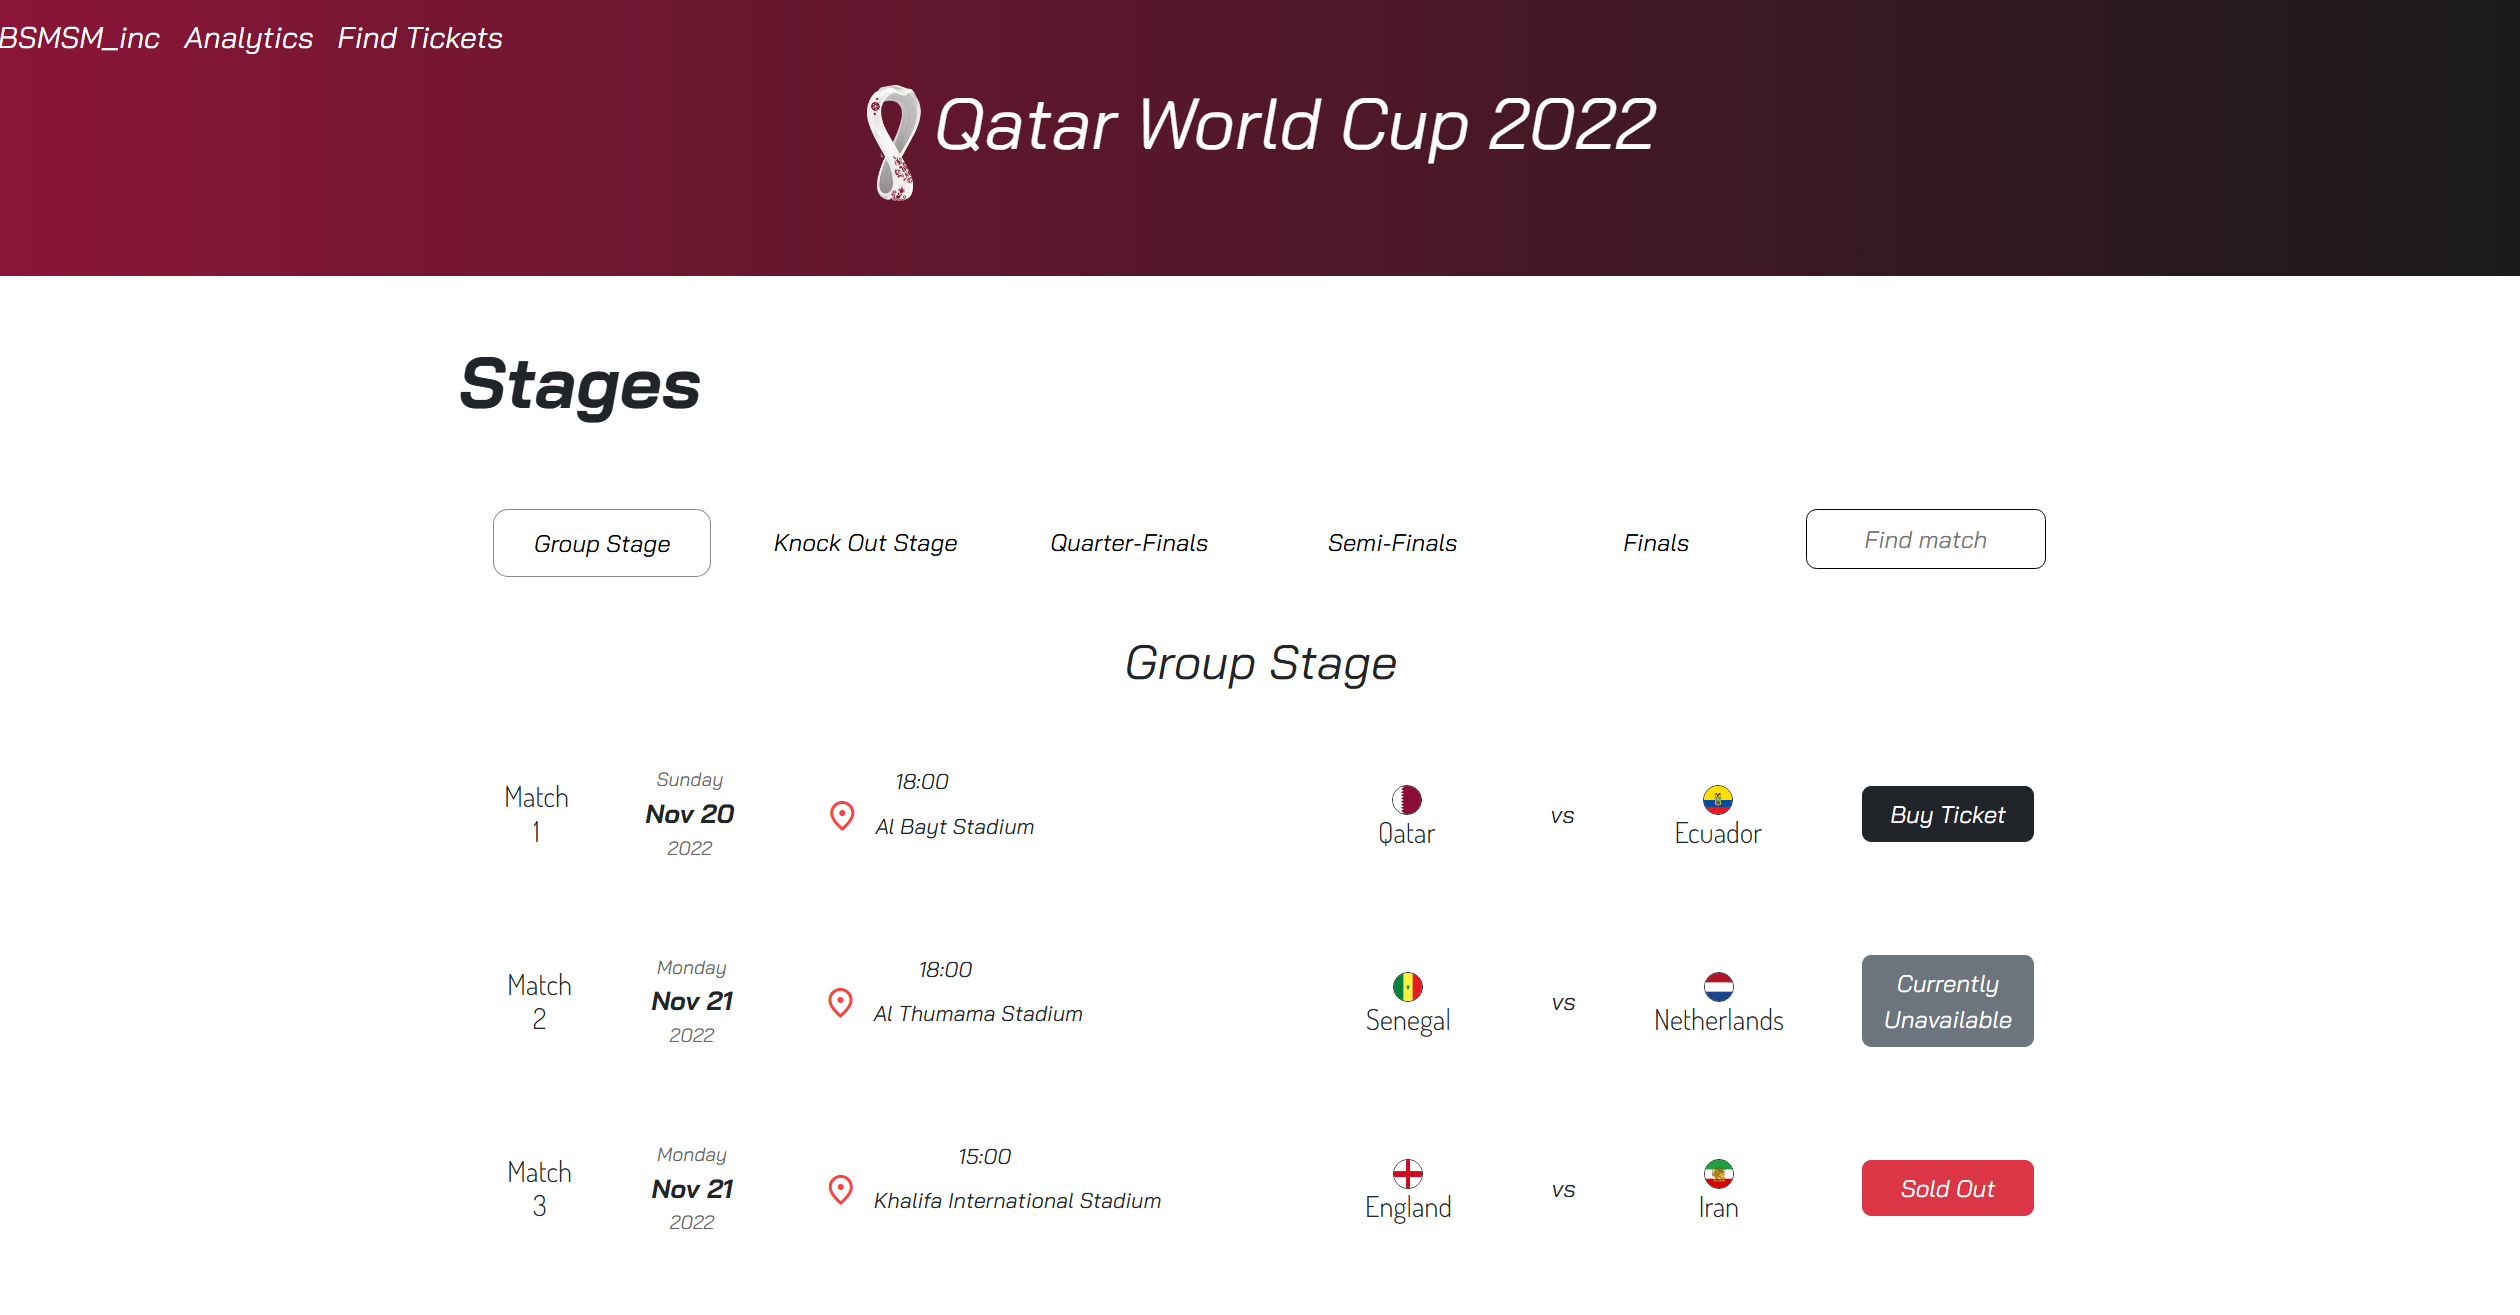 BSMSM_inc Analytics Find Tickets
Qatar World Cup 2022
Stages
Group Stage Knock Out Stage Quarter-Finals Semi-Finals Finals Find match
Group Stage
Match
1
Sunday
Nov 20
2022
18:00
Al Bayt Stadium
Qatar
vs
Ecuador
Buy Ticket
Match
2
Monday
Nov 21
2022
18:00
Al Thumama Stadium
Senegal
vs
Netherlands
Currently
Unavailable
Match
3
Monday
Nov 21
2022
15:00
Khalifa International Stadium
England
vs
Iran
Sold Out